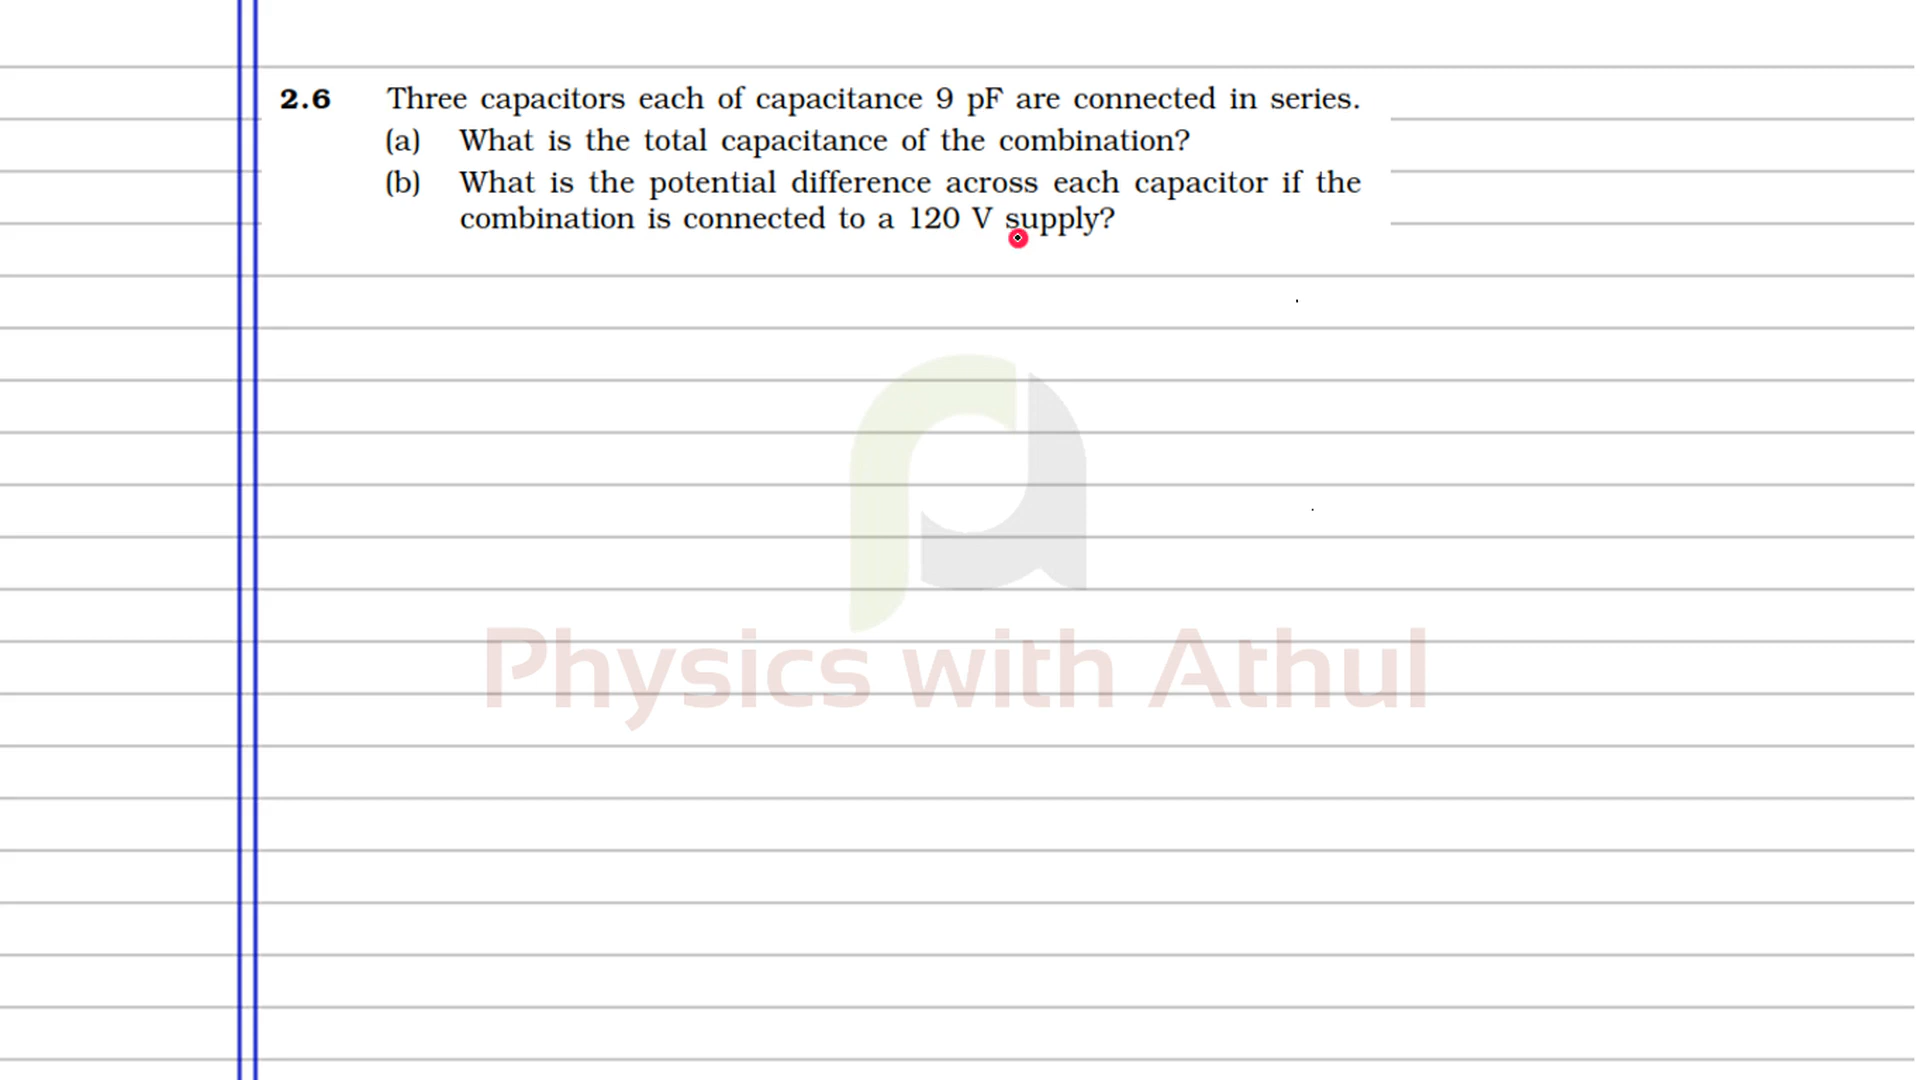 2.6 Three capacitors each of capacitance 9 pF are connected in series.
(a) What is the total capacitance of the combination?
(b) What is the potential difference across each capacitor if the
combination is connected to a 120 V supply?
Physics with Athul